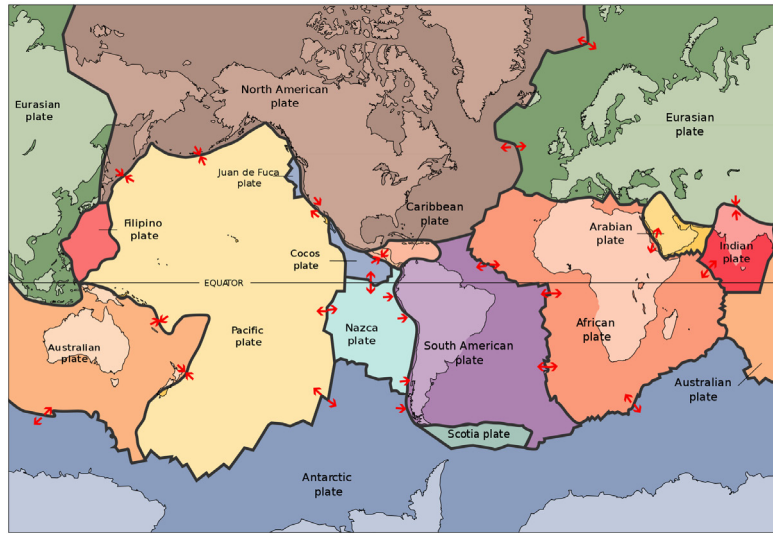 North American
plate
Eurasian
plate
Eurasian
plate
Juan de Fuca
plate
Caribbean
plate
Filipino
plate
Arabian
plate
Indian
plate
Cocos
plate
EQUATOR
Pacific
plate
Nazca
plate
South American
plate
African
plate
Australian
plate
Australian
plate
Scotia plate
Antarctic
plate